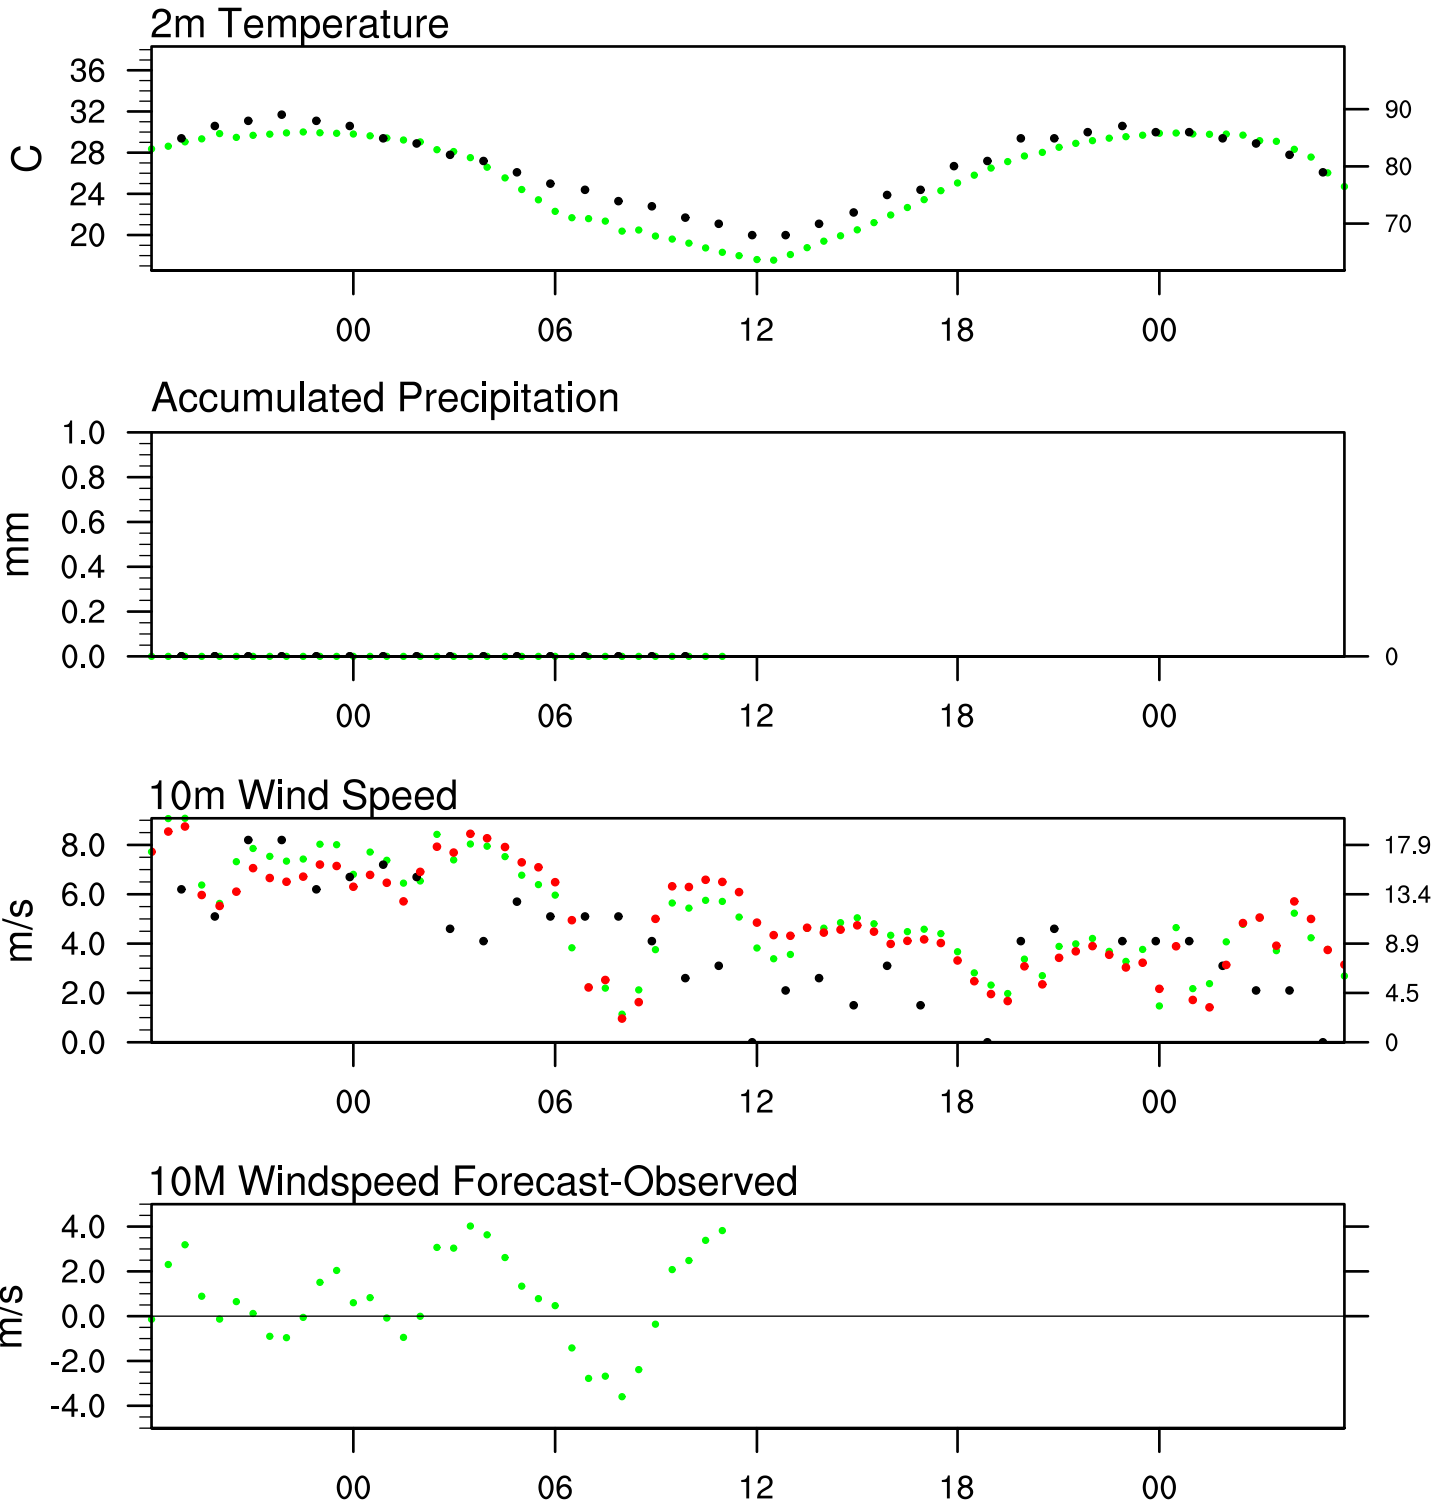 2m Temperature
C
36
32
28
24
20
90
80
70
00 06 12 18 00
Accumulated Precipitation
mm
1.0
0.8
0.6
0.4
0.2
0.0
0
00 06 12 18 00
10m Wind Speed
m/s
8.0
6.0
4.0
2.0
0.0
17.9
13.4
8.9
4.5
0
00 06 12 18 00
10M Windspeed Forecast-Observed
m/s
4.0
2.0
0.0
-2.0
-4.0
00 06 12 18 00